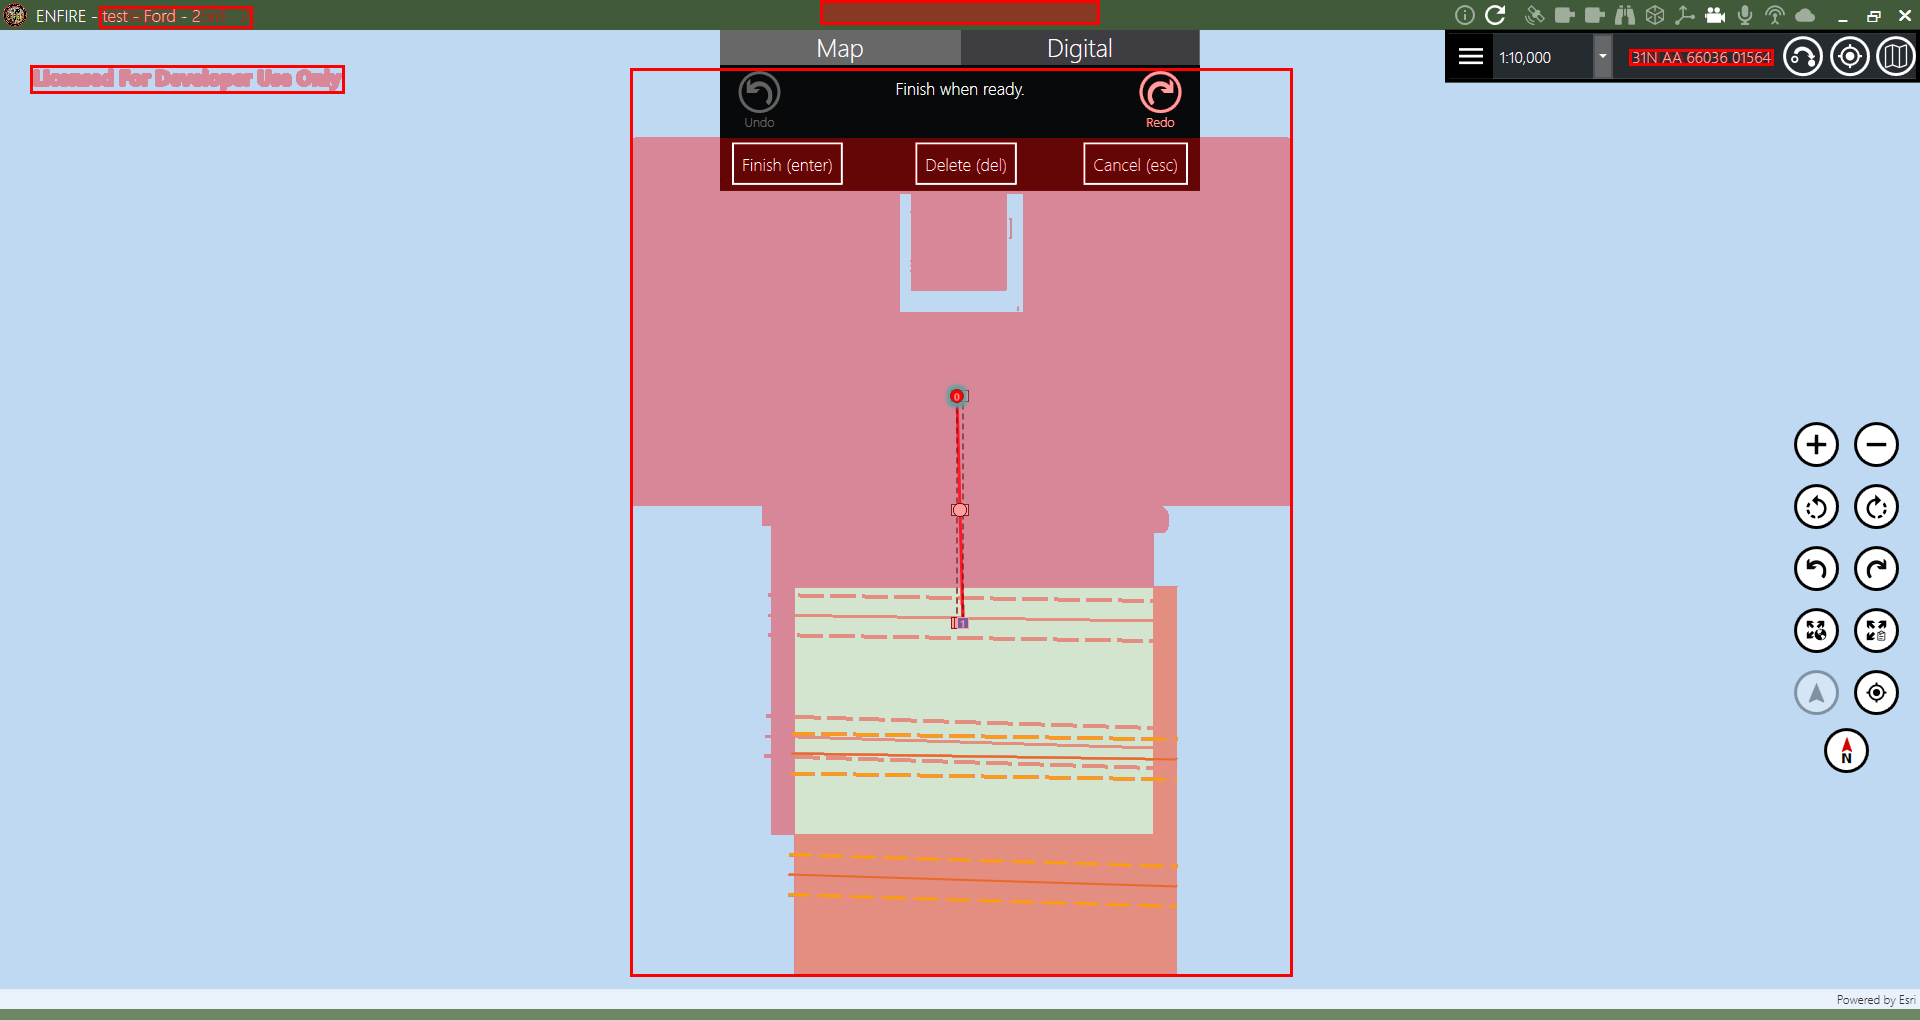 ENFIRE - test - Ford - 2
1:10,000
31N AA 66036 01564
Map
Digital
Licensed For Developer Use Only
Finish when ready.
Undo
Redo
Finish (enter)
Delete (del)
Cancel (esc)
0
1
N
Powered by Esri